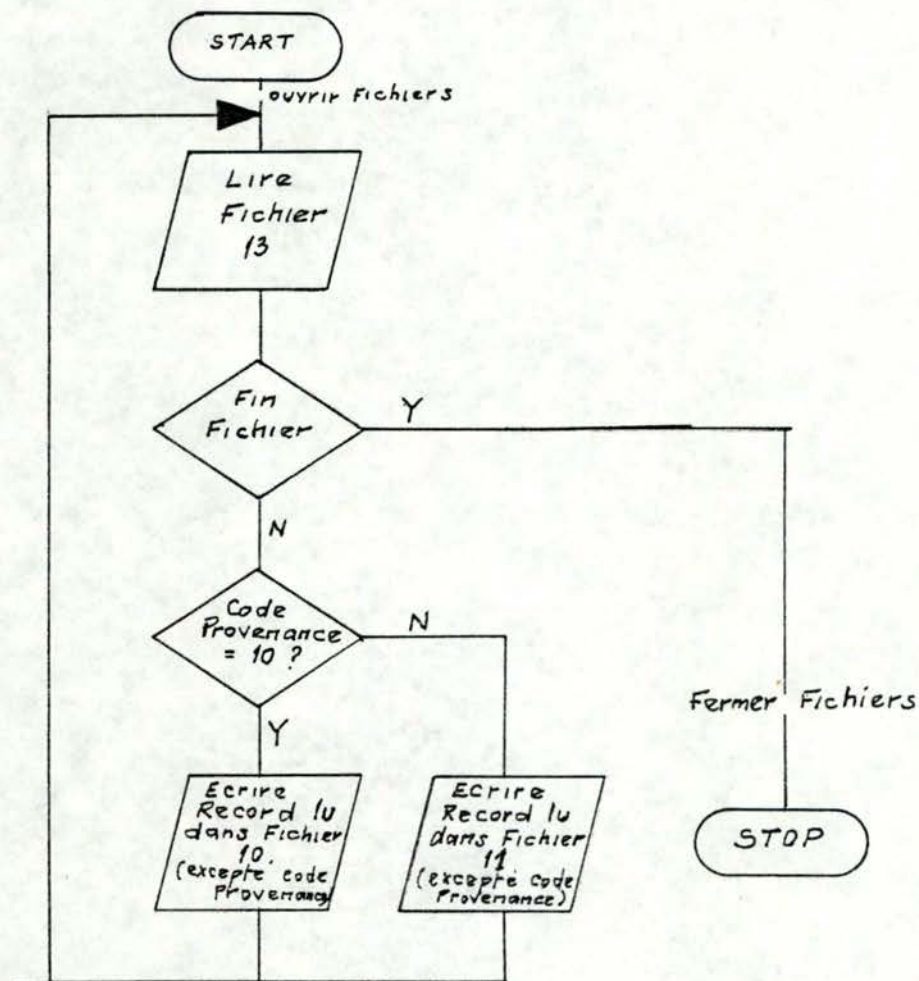 START
ouvrir Fichiers
Lire
Fichier
13
Fin
Fichier
Y
N
Code
Provenance
= 10 ?
N
Y
Fermer Fichiers
Ecrire
Record lu
dans Fichier
10.
(excepté code
Provenance)
Ecrire
Record lu
dans Fichier
11
(excepté code
Provenance)
STOP